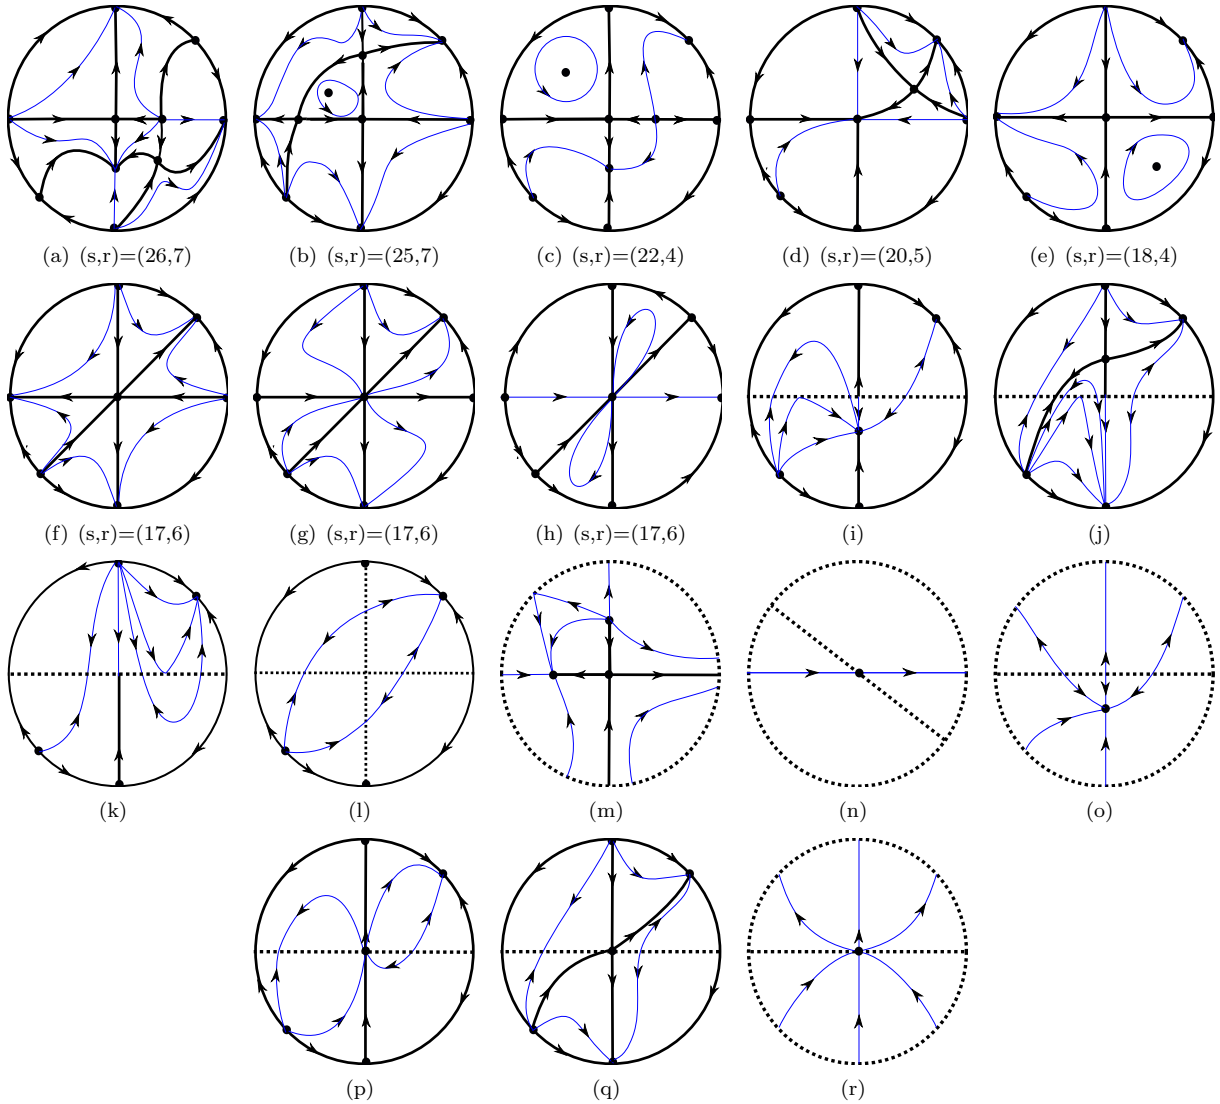 (a) (s,r)=(26,7) (b) (s,r)=(25,7) (c) (s,r)=(22,4) (d) (s,r)=(20,5) (e) (s,r)=(18,4)
(f) (s,r)=(17,6) (g) (s,r)=(17,6) (h) (s,r)=(17,6) (i) (j)
(k) (l) (m) (n) (o)
(p) (q) (r)